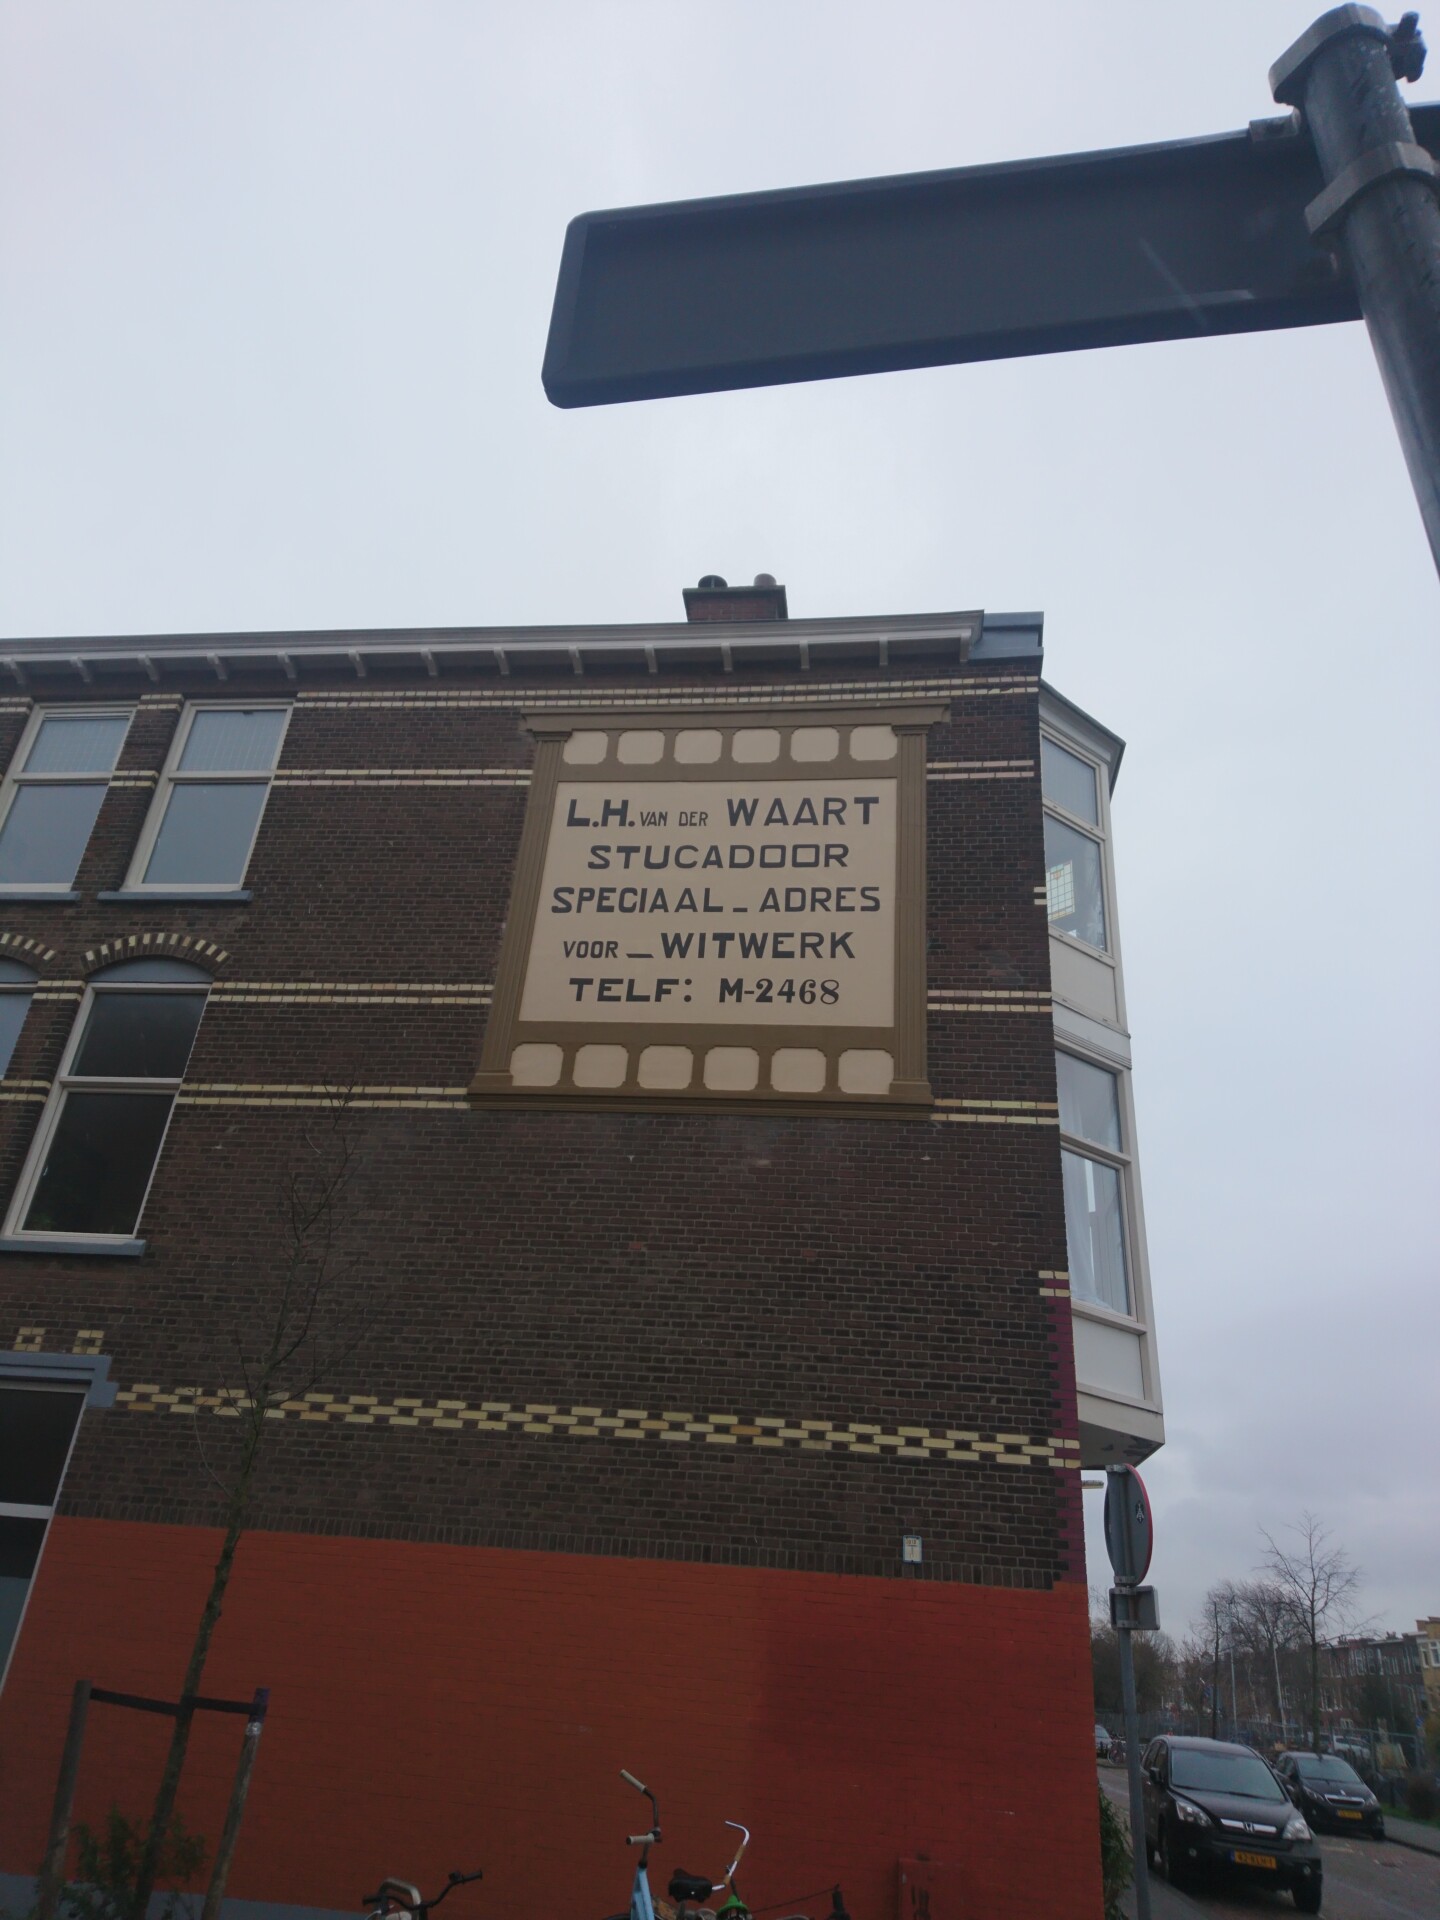 L.H. VAN DER WAART
STUCADOOR
SPECIAAL_ADRES
VOOR_WITWERK
TELF: M-2468